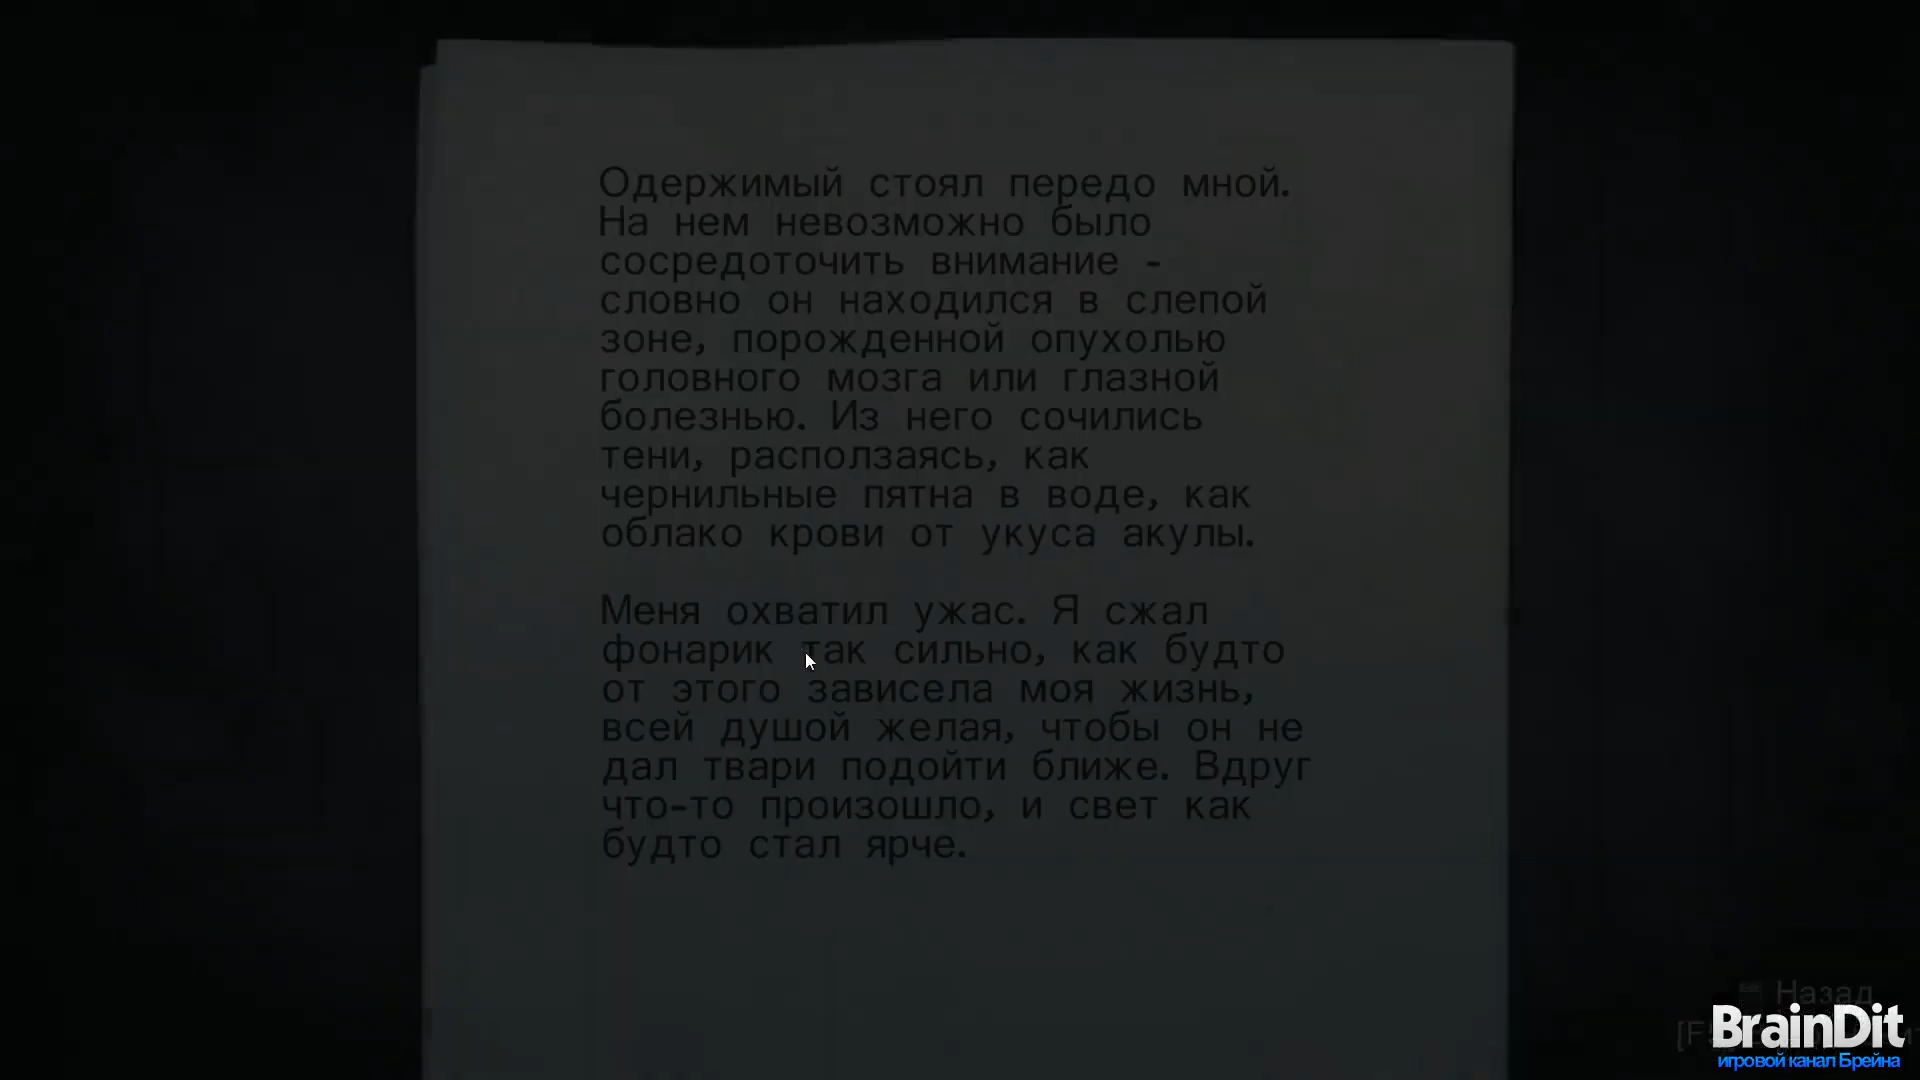 Одержимый стоял передо мной.
На нем невозможно было
сосредоточить внимание -
словно он находился в слепой
зоне, порожденной опухолью
головного мозга или глазной
болезнью. Из него сочились
тени, расползаясь, как
чернильные пятна в воде, как
облако крови от укуса акулы.
Меня охватил ужас. Я сжал
фонарик так сильно, как будто
от этого зависела моя жизнь,
всей душой желая, чтобы он не
дал твари подойти ближе. Вдруг
что-то произошло, и свет как
будто стал ярче.
Назад
BrainDit
игровой канал Брейна